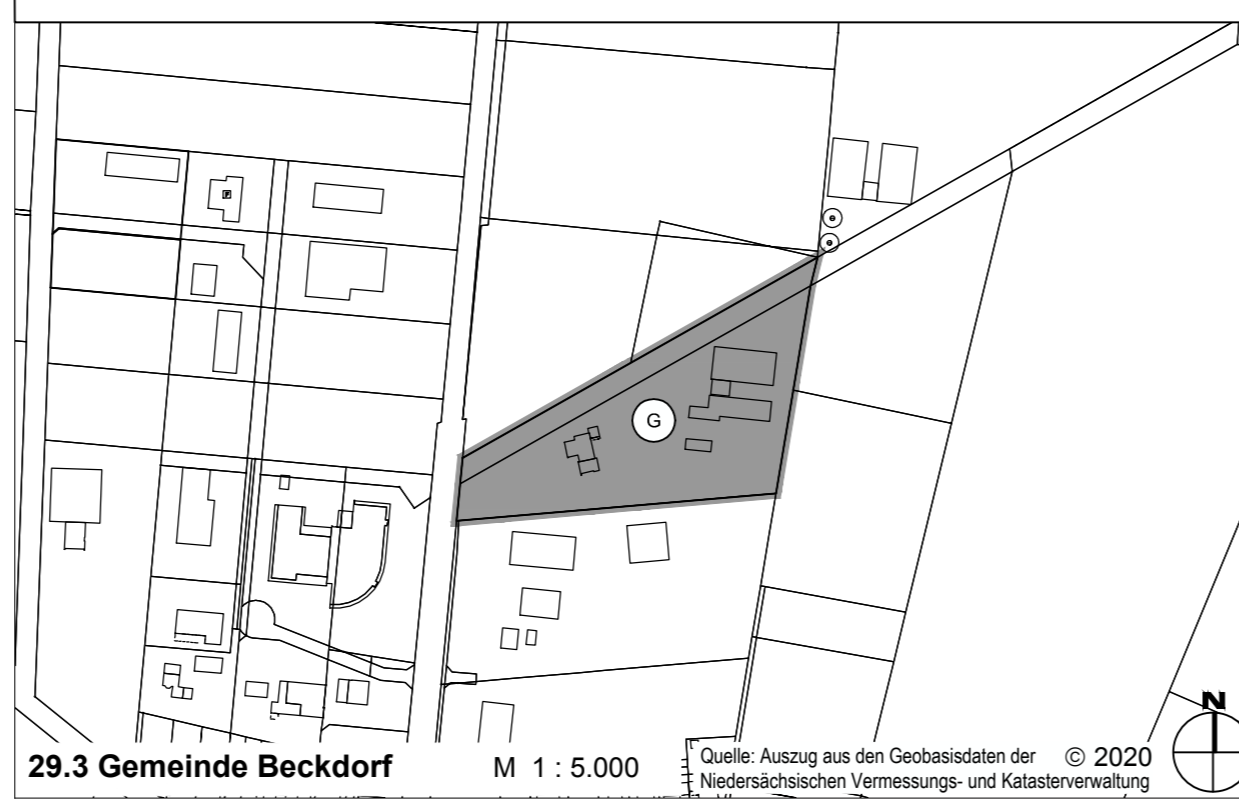 G
N
29.3 Gemeinde Beckdorf
M 1 : 5.000
Quelle: Auszug aus den Geobasisdaten der © 2020
Niedersächsischen Vermessungs- und Katasterverwaltung